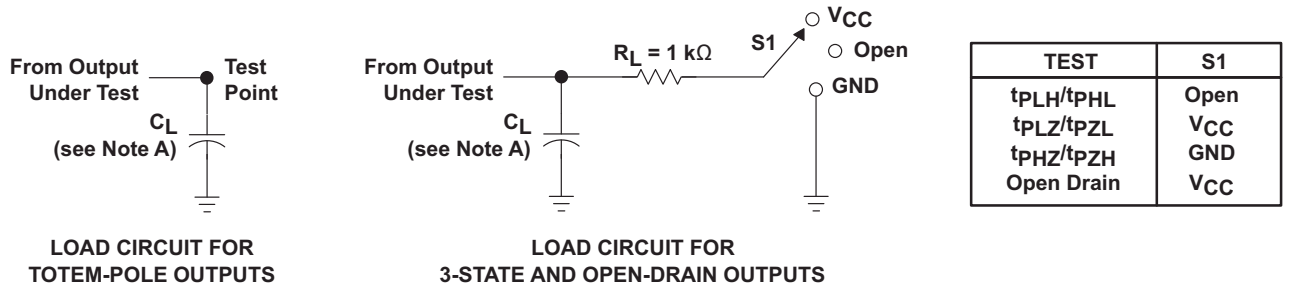 From Output
Under Test
Test
Point
CL
(see Note A)
LOAD CIRCUIT FOR
TOTEM-POLE OUTPUTS
From Output
Under Test
RL = 1 kΩ
S1
VCC
Open
GND
CL
(see Note A)
LOAD CIRCUIT FOR
3-STATE AND OPEN-DRAIN OUTPUTS
TEST S1
tPLH/tPHL Open
tPLZ/tPZL VCC
tPHZ/tPZH GND
Open Drain VCC